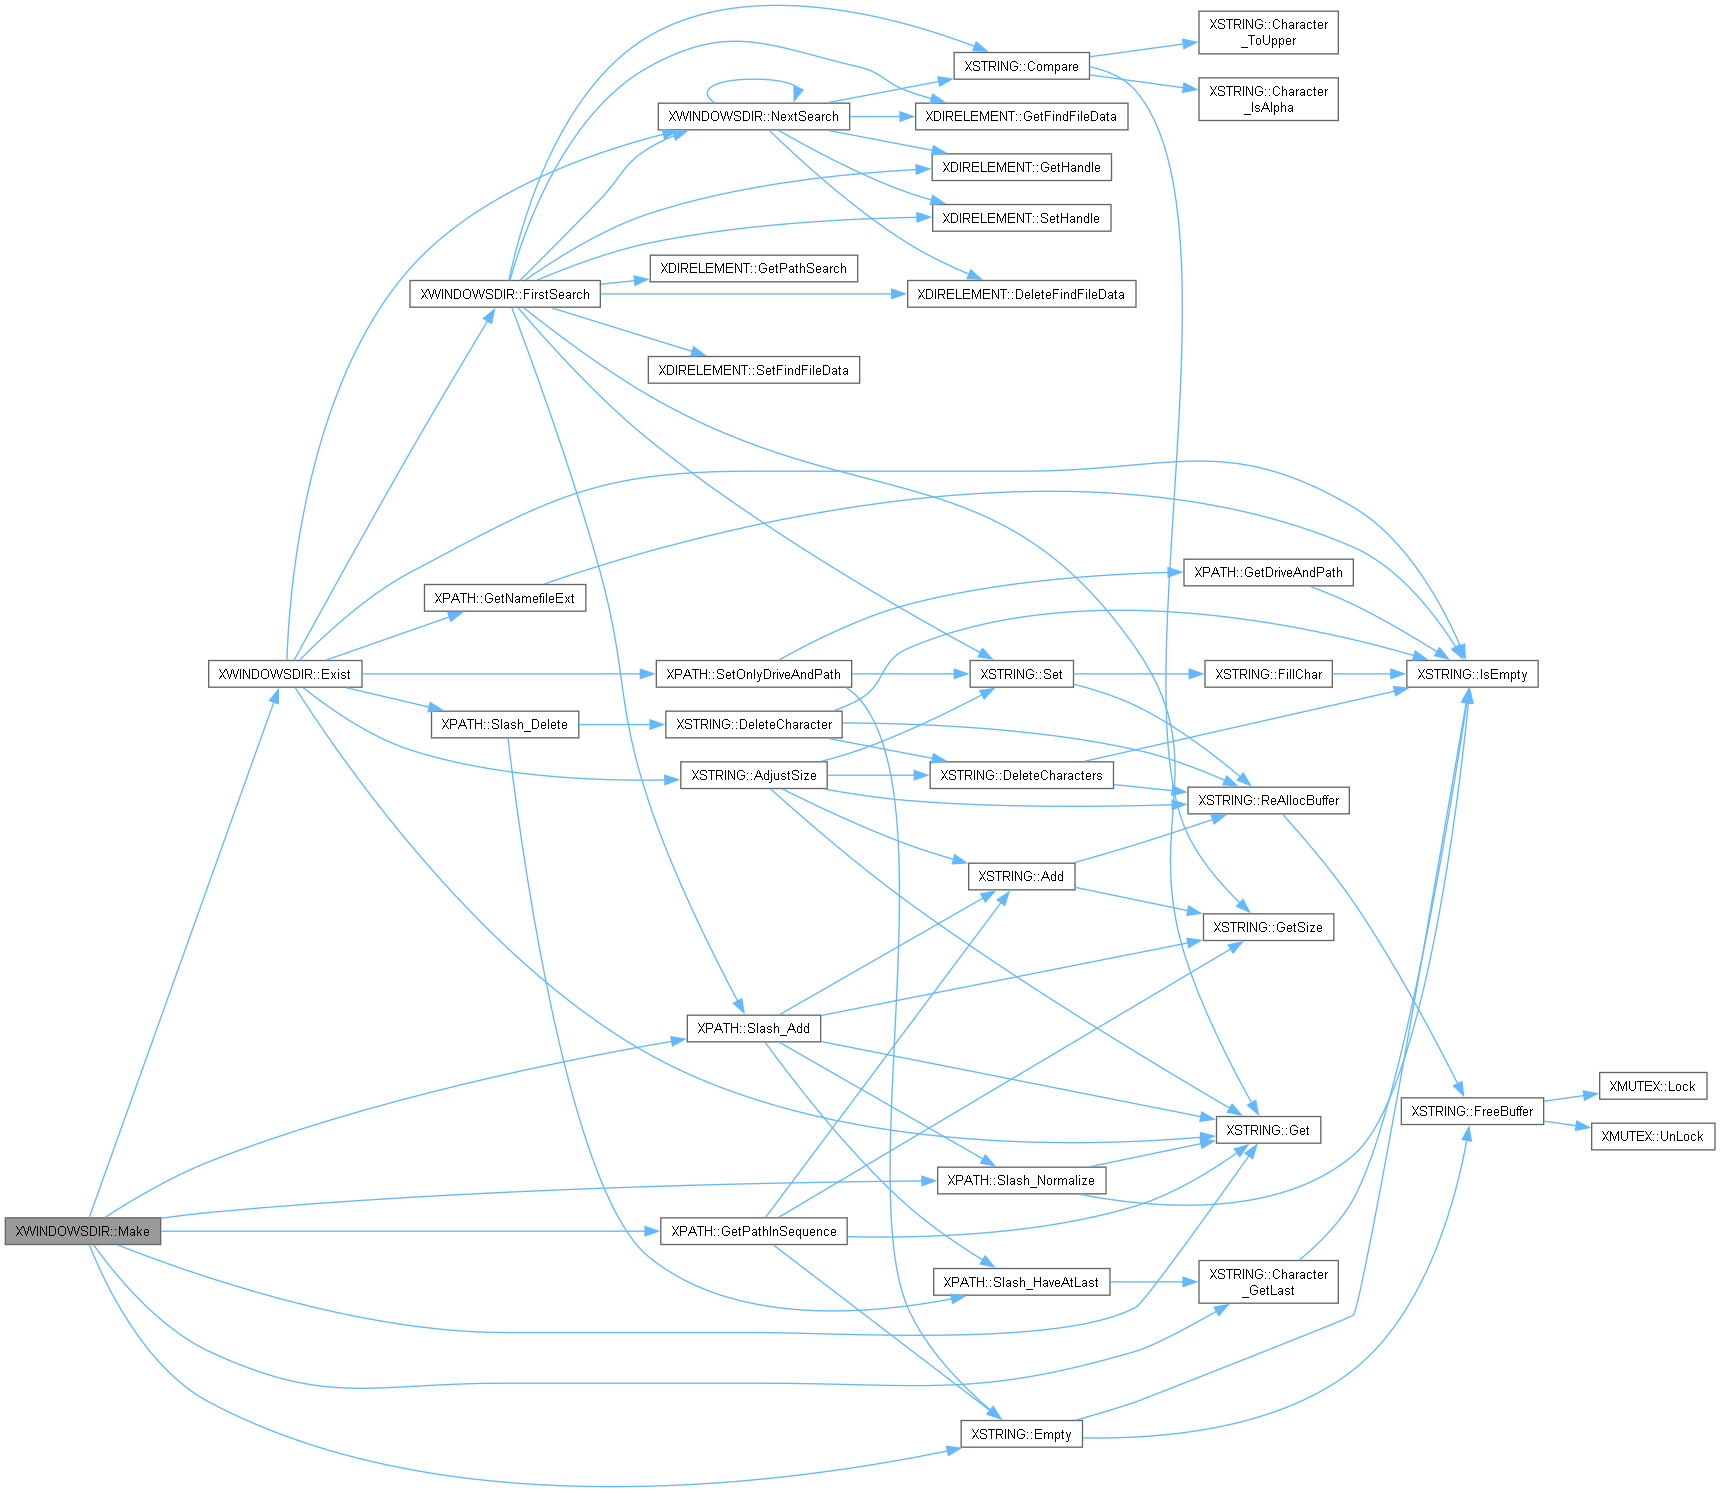 XSTRING::Character
_ToUpper
XSTRING::Compare
XSTRING::Character
_IsAlpha
XWINDOWSDIR::NextSearch
XDIRELEMENT::GetFindFileData
XDIRELEMENT::GetHandle
XDIRELEMENT::SetHandle
XDIRELEMENT::GetPathSearch
XWINDOWSDIR::FirstSearch
XDIRELEMENT::DeleteFindFileData
XDIRELEMENT::SetFindFileData
XPATH::GetDriveAndPath
XPATH::GetNamefileExt
XWINDOWSDIR::Exist
XPATH::SetOnlyDriveAndPath
XSTRING::Set
XSTRING::FillChar
XSTRING::IsEmpty
XPATH::Slash_Delete
XSTRING::DeleteCharacter
XSTRING::AdjustSize
XSTRING::DeleteCharacters
XSTRING::ReAllocBuffer
XSTRING::Add
XSTRING::GetSize
XPATH::Slash_Add
XMUTEX::Lock
XSTRING::FreeBuffer
XSTRING::Get
XMUTEX::UnLock
XPATH::Slash_Normalize
XWINDOWSDIR::Make
XPATH::GetPathInSequence
XPATH::Slash_HaveAtLast
XSTRING::Character
_GetLast
XSTRING::Empty